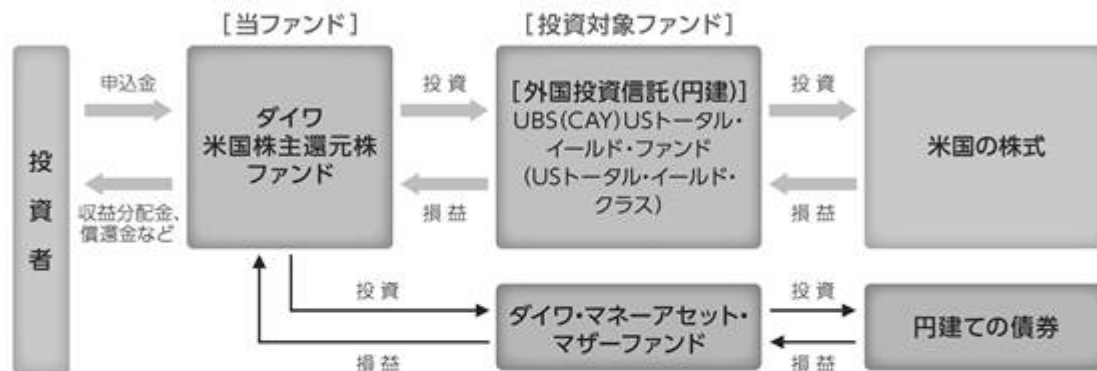 [当ファンド]
[投資対象ファンド]
投資者
申込金
収益分配金、
償還金など
ダイワ
米国株主還元株
ファンド
投資
損益
[外国投資信託(円建)]
UBS(CAY)USトータル・
イールド・ファンド
(USトータル・イールド・
クラス)
投資
損益
米国の株式
投資
損益
ダイワ・マネーアセット・
マザーファンド
投資
損益
円建ての債券